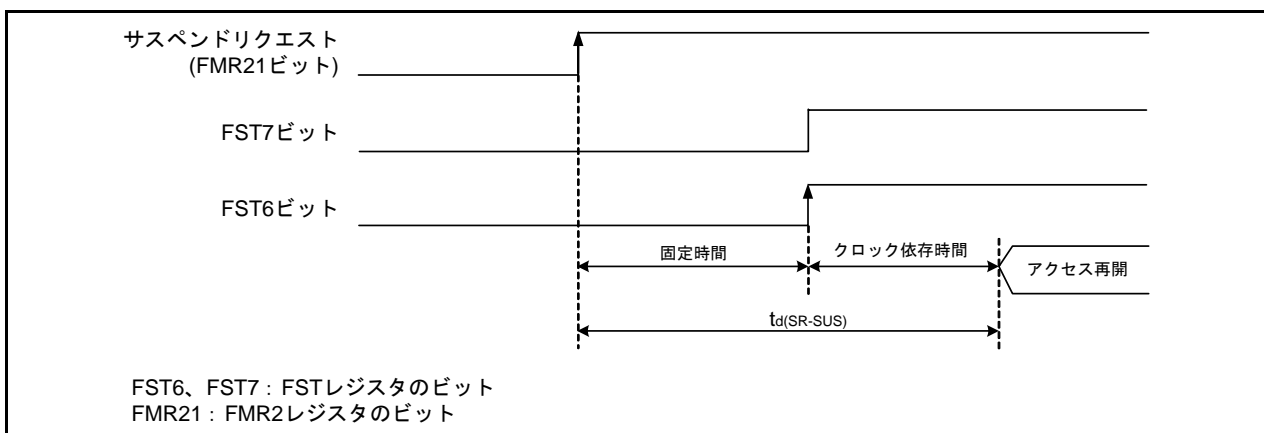 サスペンドリクエスト
(FMR21ビット)
FST7ビット
FST6ビット
固定時間
クロック依存時間
アクセス再開
td(SR-SUS)
FST6、FST7：FSTレジスタのビット
FMR21：FMR2レジスタのビット